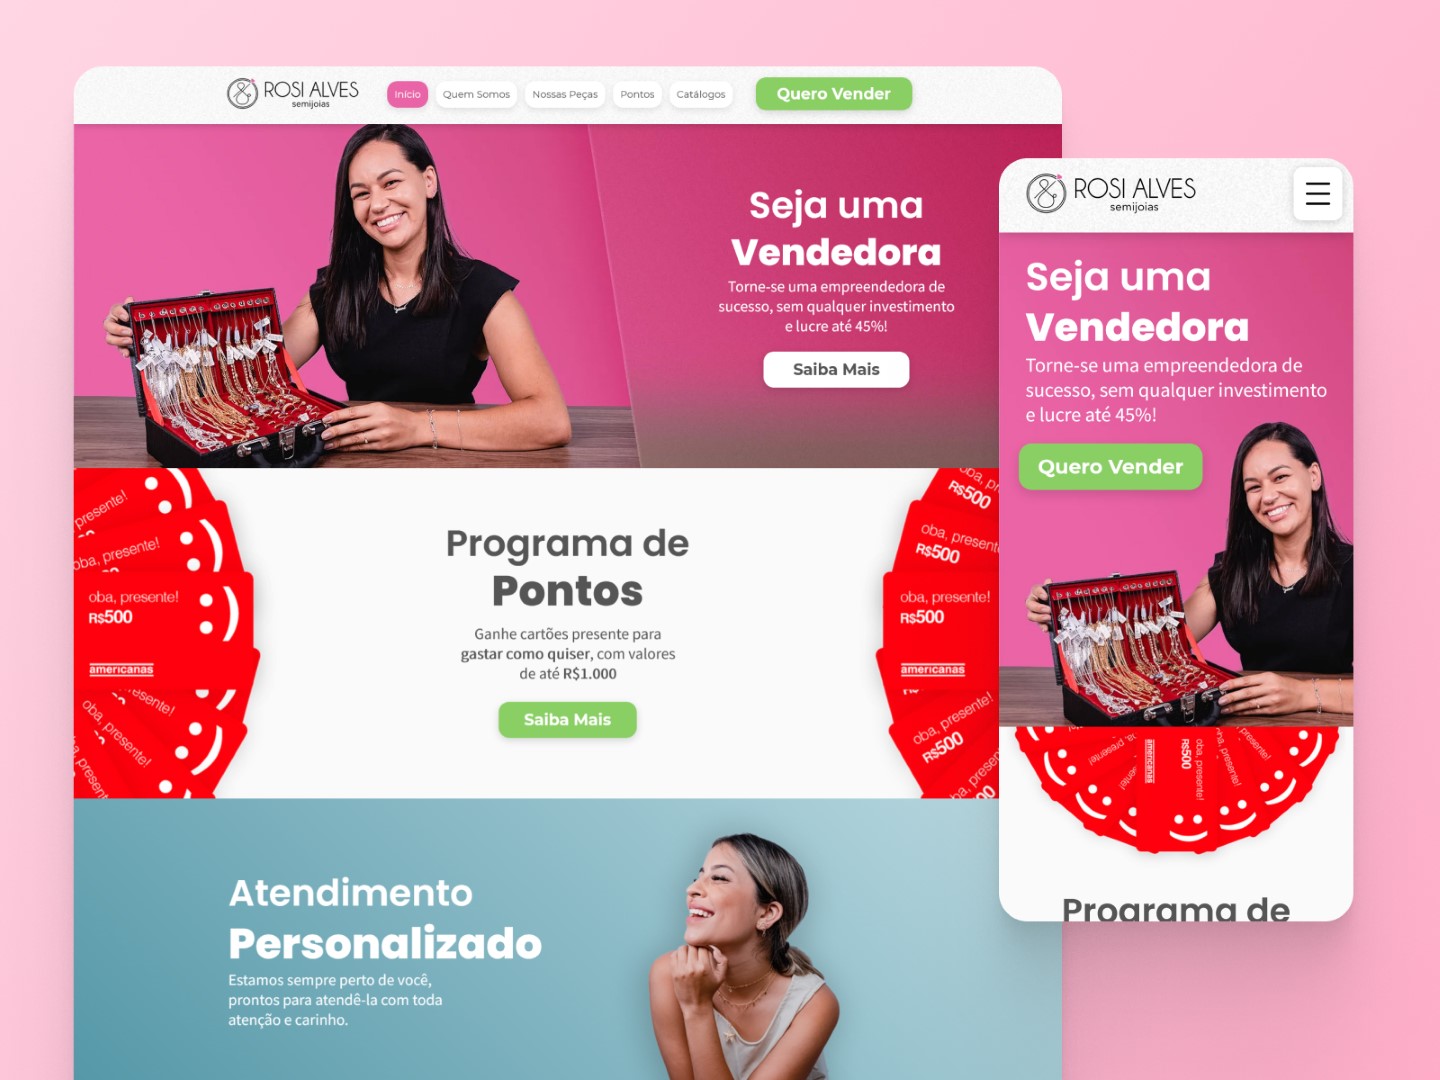 ROSI ALVES
semijoias
Início
Quem Somos
Nossas Peças
Pontos
Catálogos
Quero Vender
Seja uma
Vendedora
Torne-se uma empreendedora de
sucesso, sem qualquer investimento
e lucre até 45%!
Saiba Mais
oba, presente!
oba, presente!
oba, presente!
R$500
americanas
oba, presente!
oba, presente!
Programa de
Pontos
Ganhe cartões presente para
gastar como quiser, com valores
de até R$1.000
Saiba Mais
R$500
oba, present
R$500
oba, presente!
R$500
americanas
oba, present
R$500
Atendimento
Personalizado
Estamos sempre perto de você,
prontos para atendê-la com toda
atenção e carinho.
ROSI ALVES
semijoias
Seja uma
Vendedora
Torne-se uma empreendedora de
sucesso, sem qualquer investimento
e lucre até 45%!
Quero Vender
oba, presente!
R$500
americanas
Programa de